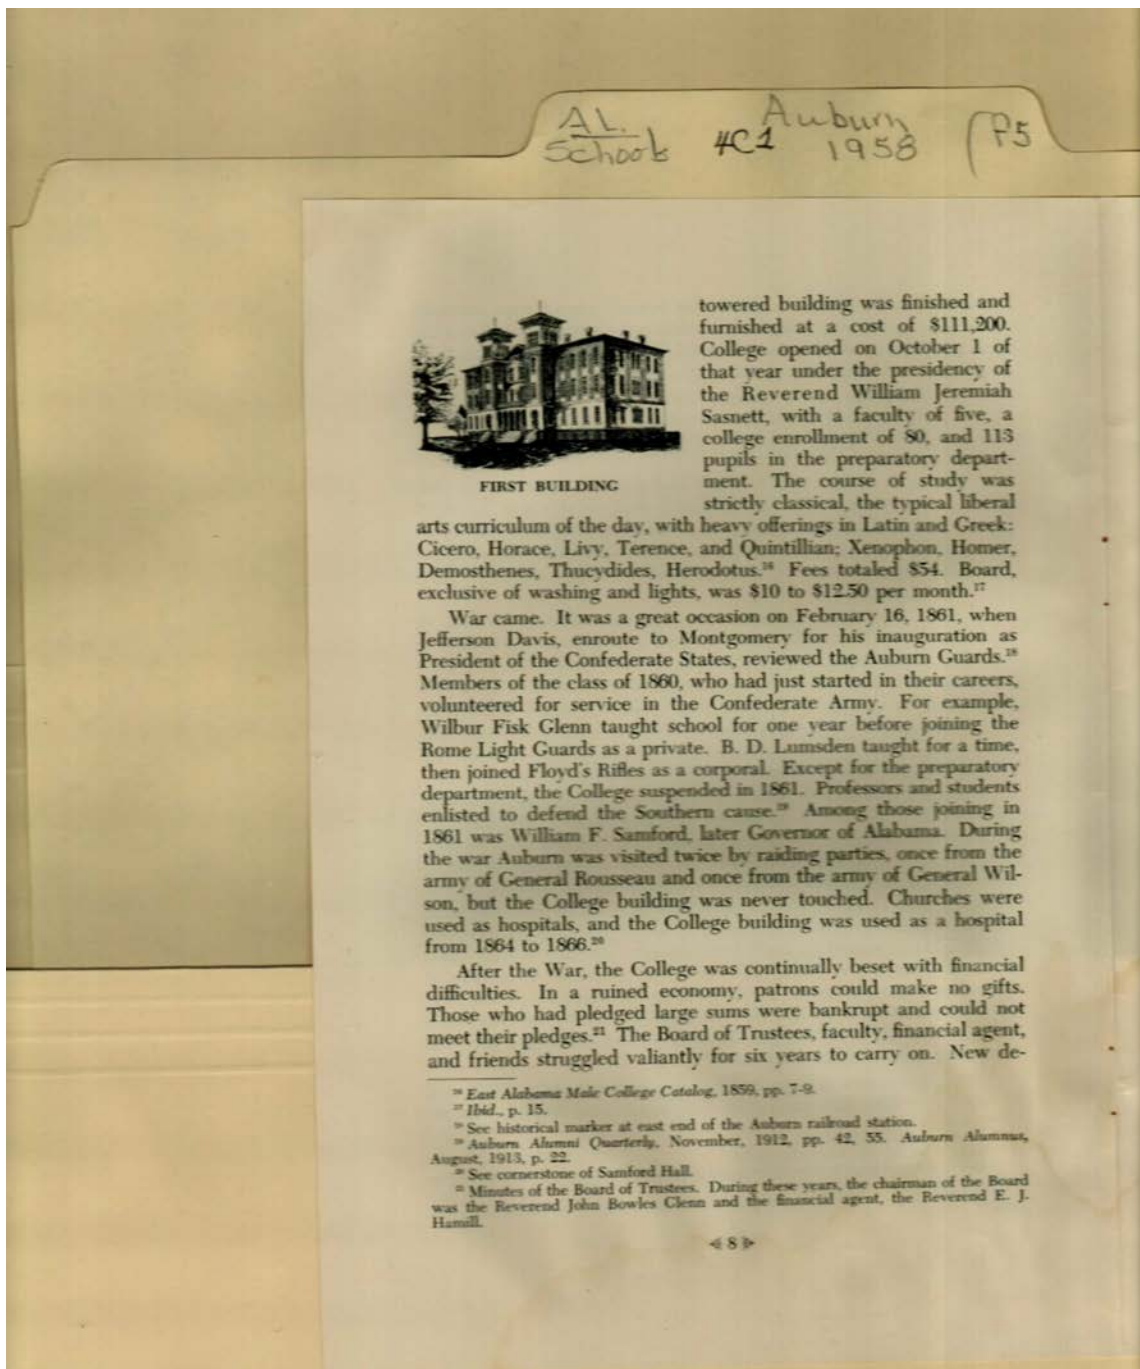 AL. Auburn
Schools 4C1 1958 (P5
towered building was finished and
furnished at a cost of $111,200.
College opened on October 1 of
that year under the presidency of
the Reverend William Jeremiah
Sasnett, with a faculty of five, a
college enrollment of 80, and 113
pupils in the preparatory depart-
FIRST BUILDING
ment. The course of study was
strictly classical, the typical liberal
arts curriculum of the day, with heavy offerings in Latin and Greek:
Cicero, Horace, Livy, Terence, and Quintillian; Xenophon, Homer,
Demosthenes, Thucydides, Herodotus.¹⁶ Fees totaled $54. Board,
exclusive of washing and lights, was $10 to $12.50 per month.¹⁷
War came. It was a great occasion on February 16, 1861, when
Jefferson Davis, enroute to Montgomery for his inauguration as
President of the Confederate States, reviewed the Auburn Guards.¹⁸
Members of the class of 1860, who had just started in their careers,
volunteered for service in the Confederate Army. For example,
Wilbur Fisk Glenn taught school for one year before joining the
Rome Light Guards as a private. B. D. Lumsden taught for a time,
then joined Floyd's Rifles as a corporal. Except for the preparatory
department, the College suspended in 1861. Professors and students
enlisted to defend the Southern cause.¹⁹ Among those joining in
1861 was William F. Samford, later Governor of Alabama. During
the war Auburn was visited twice by raiding parties, once from the
army of General Rousseau and once from the army of General Wil-
son, but the College building was never touched. Churches were
used as hospitals, and the College building was used as a hospital
from 1864 to 1866.²⁰
After the War, the College was continually beset with financial
difficulties. In a ruined economy, patrons could make no gifts.
Those who had pledged large sums were bankrupt and could not
meet their pledges.²¹ The Board of Trustees, faculty, financial agent,
and friends struggled valiantly for six years to carry on. New de-
¹⁶ East Alabama Male College Catalog, 1859, pp. 7-9.
¹⁷ Ibid., p. 15.
¹⁸ See historical marker at east end of the Auburn railroad station.
¹⁹ Auburn Alumni Quarterly, November, 1912, pp. 42, 55. Auburn Alumnus,
August, 1913, p. 22.
²⁰ See cornerstone of Samford Hall.
²¹ Minutes of the Board of Trustees. During these years, the chairman of the Board
was the Reverend John Bowles Glenn and the financial agent, the Reverend E. J.
Hamill.
8